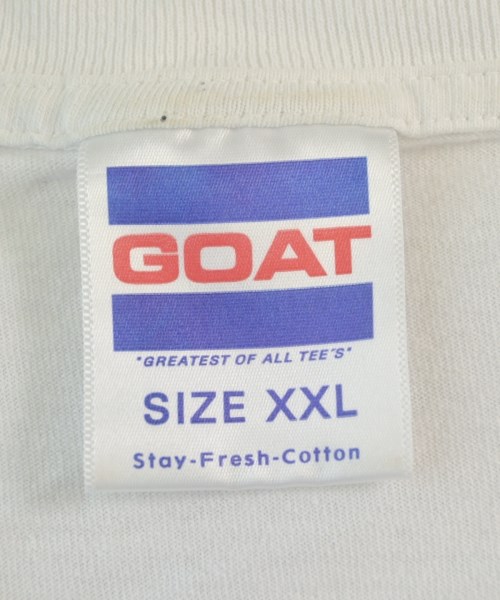 GOAT
"GREATEST OF ALL TEE'S"
SIZE XXL
Stay-Fresh-Cotton